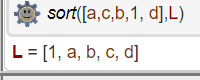 sort([a,c,b,1, d],L)
L = [1, a, b, c, d]